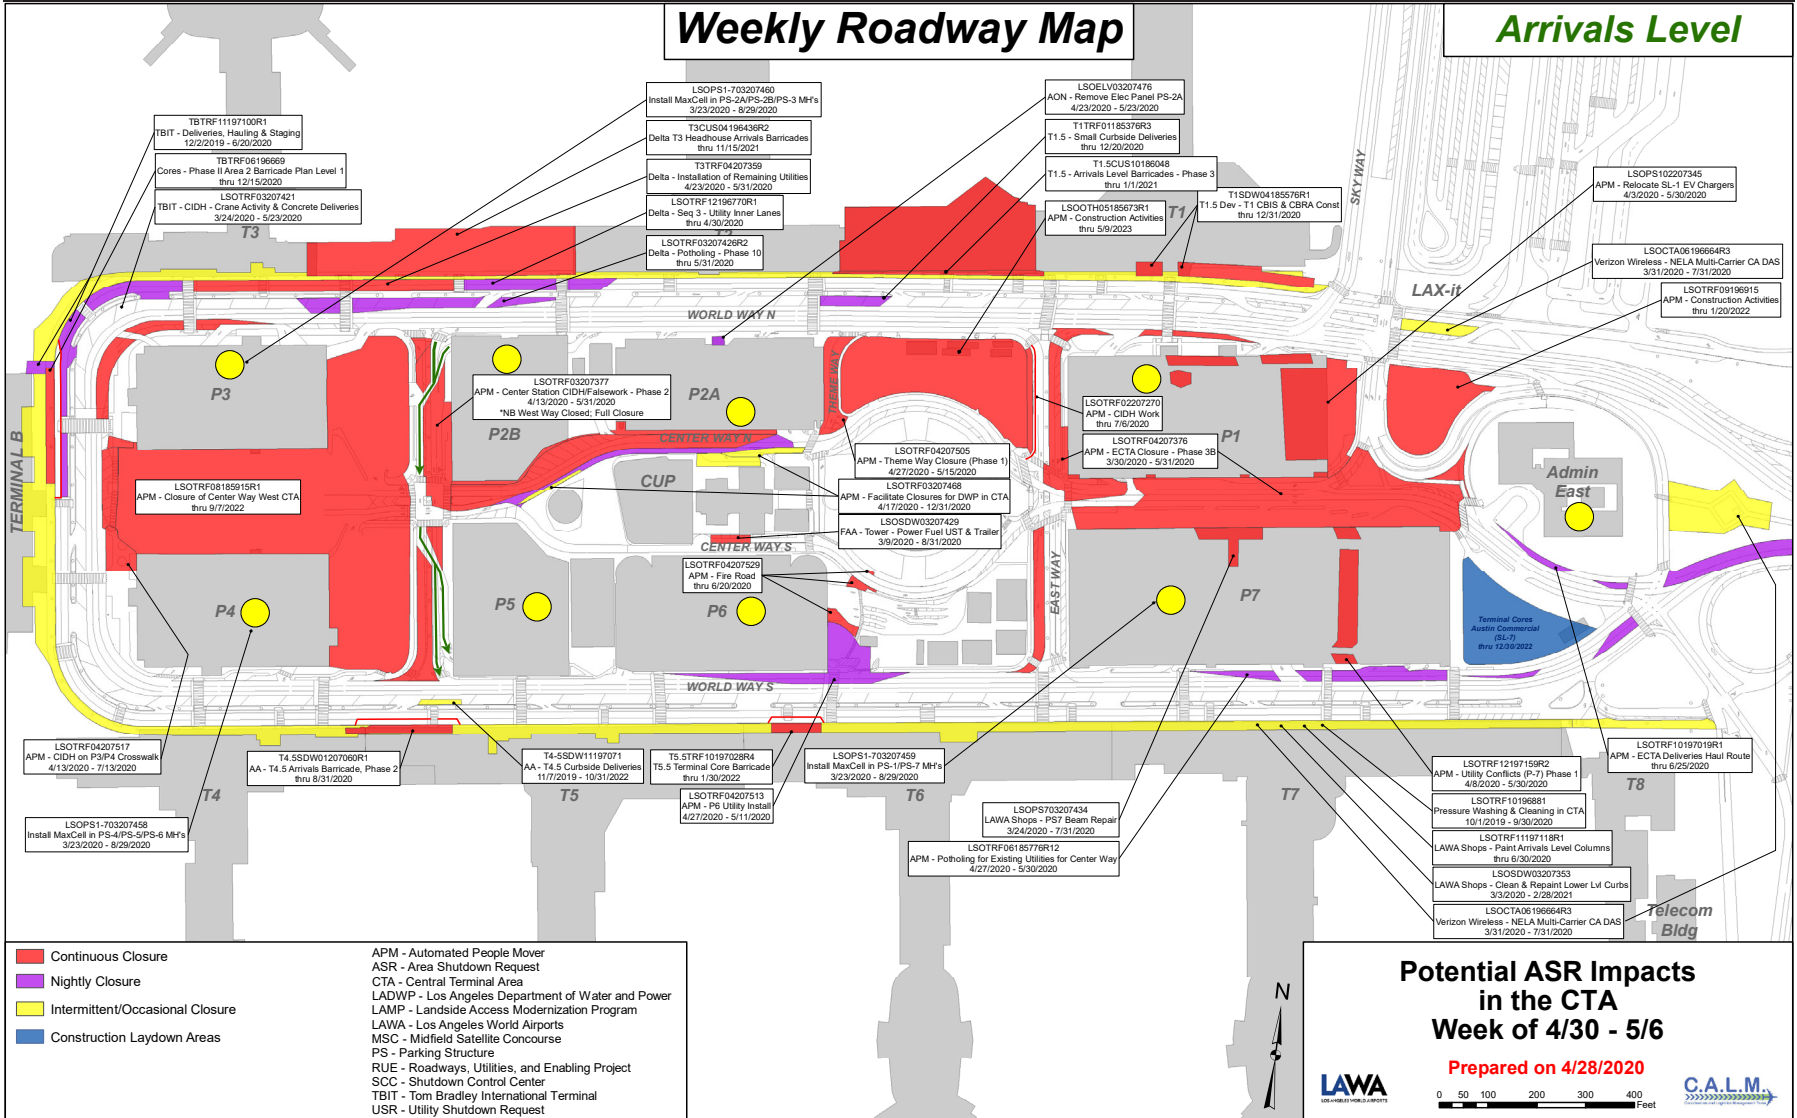 Weekly Roadway Map
Arrivals Level
LSOPS1-703207460
Install MaxCell in PS-2A/PS-2B/PS-3 MH's
3/23/2020 - 8/29/2020
T3CUS04196436R2
Delta T3 Headhouse Arrivals Barricades
thru 11/15/2021
T3TRF04207359
Delta - Installation of Remaining Utilities
4/23/2020 - 5/31/2020
LSOTRF12196770R1
Delta - Seq 3 - Utility Inner Lanes
thru 4/30/2020
LSOTRF03207426R2
Delta - Potholing - Phase 10
thru 5/31/2020
TBTRF11197100R1
TBIT - Deliveries, Hauling & Staging
12/2/2019 - 6/20/2020
TBTRF06196669
Cores - Phase II Area 2 Barricade Plan Level 1
thru 12/15/2020
LSOTRF03207421
TBIT - CIDH - Crane Activity & Concrete Deliveries
3/24/2020 - 5/23/2020
LSOELV03207476
AON - Remove Elec Panel PS-2A
4/23/2020 - 5/23/2020
T1TRF01185376R3
T1.5 - Small Curbside Deliveries
thru 12/20/2020
T1.5CUS10186048
T1.5 - Arrivals Level Barricades - Phase 3
thru 1/1/2021
LSOOTH05185673R1
APM - Construction Activities
thru 5/9/2023
T1SDW04185576R1
T1.5 Dev - T1 CBIS & CBRA Const
thru 12/31/2020
LSOPS102207345
APM - Relocate SL-1 EV Chargers
4/3/2020 - 5/30/2020
LSOCTA06196664R3
Verizon Wireless - NELA Multi-Carrier CA DAS
3/31/2020 - 7/31/2020
LSOTRF09196915
APM - Construction Activities
thru 1/20/2022
T3
T2
T1
SKY WAY
LAX-it
WORLD WAY N
P3
P2B
P2A
P1
THEME WAY
CENTER WAY N
CUP
TERMINAL B
LSOTRF03207377
APM - Center Station CIDH/Falsework - Phase 2
4/13/2020 - 5/31/2020
*NB West Way Closed; Full Closure
LSOTRF02207270
APM - CIDH Work
thru 7/6/2020
LSOTRF04207376
APM - ECTA Closure - Phase 3B
3/30/2020 - 5/31/2020
LSOTRF04207505
APM - Theme Way Closure (Phase 1)
4/27/2020 - 5/15/2020
LSOTRF03207468
APM - Facilitate Closures for DWP in CTA
4/17/2020 - 12/31/2020
LSOSDW03207429
FAA - Tower - Power Fuel UST & Trailer
3/9/2020 - 8/31/2020
LSOTRF08185915R1
APM - Closure of Center Way West CTA
thru 9/7/2022
Admin
East
CENTER WAY S
LSOTRF04207529
APM - Fire Road
thru 6/20/2020
EAST WAY
P4
P5
P6
P7
Terminal Cores
Austin Commercial
(SL-7)
thru 12/30/2022
WORLD WAY S
LSOTRF04207517
APM - CIDH on P3/P4 Crosswalk
4/13/2020 - 7/13/2020
T4.5SDW01207060R1
AA - T4.5 Arrivals Barricade, Phase 2
thru 8/31/2020
T4-5SDW11197071
AA - T4.5 Curbside Deliveries
11/7/2019 - 10/31/2022
T5.5TRF10197028R4
T5.5 Terminal Core Barricade
thru 1/30/2022
LSOTRF04207513
APM - P6 Utility Install
4/27/2020 - 5/11/2020
LSOPS1-703207459
Install MaxCell in PS-1/PS-7 MH's
3/23/2020 - 8/29/2020
LSOPS703207434
LAWA Shops - PS7 Beam Repair
3/24/2020 - 7/31/2020
LSOTRF06185776R12
APM - Potholing for Existing Utilities for Center Way
4/27/2020 - 5/30/2020
LSOPS1-703207458
Install MaxCell in PS-4/PS-5/PS-6 MH's
3/23/2020 - 8/29/2020
LSOTRF10197019R1
APM - ECTA Deliveries Haul Route
thru 6/25/2020
LSOTRF12197159R2
APM - Utility Conflicts (P-7) Phase 1
4/8/2020 - 5/30/2020
LSOTRF10196881
Pressure Washing & Cleaning in CTA
10/1/2019 - 9/30/2020
LSOTRF11197118R1
LAWA Shops - Paint Arrivals Level Columns
thru 6/30/2020
LSOSDW03207353
LAWA Shops - Clean & Repaint Lower Lvl Curbs
3/3/2020 - 2/28/2021
LSOCTA06196664R3
Verizon Wireless - NELA Multi-Carrier CA DAS
3/31/2020 - 7/31/2020
T4
T5
T6
T7
T8
Telecom
Bldg
Continuous Closure
Nightly Closure
Intermittent/Occasional Closure
Construction Laydown Areas
APM - Automated People Mover
ASR - Area Shutdown Request
CTA - Central Terminal Area
LADWP - Los Angeles Department of Water and Power
LAMP - Landside Access Modernization Program
LAWA - Los Angeles World Airports
MSC - Midfield Satellite Concourse
PS - Parking Structure
RUE - Roadways, Utilities, and Enabling Project
SCC - Shutdown Control Center
TBIT - Tom Bradley International Terminal
USR - Utility Shutdown Request
N
Potential ASR Impacts
in the CTA
Week of 4/30 - 5/6
Prepared on 4/28/2020
LAWA
LOS ANGELES WORLD AIRPORTS
0 50 100 200 300 400
Feet
C.A.L.M.